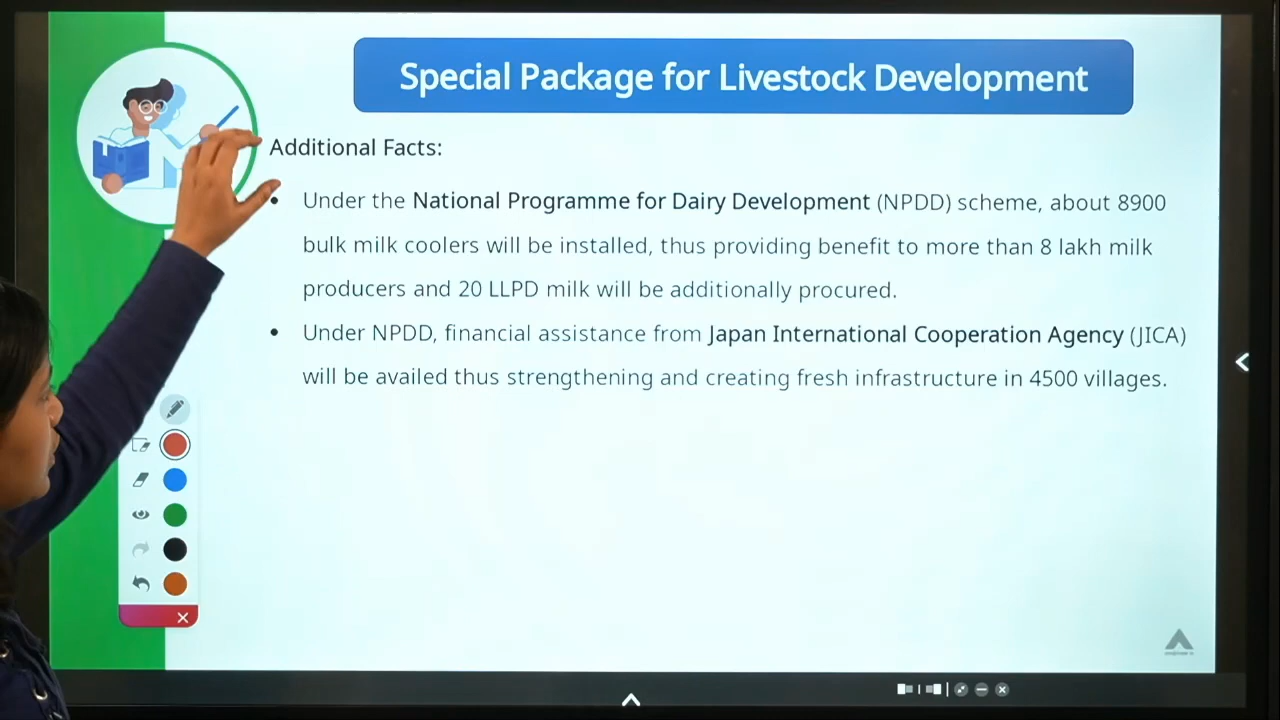 Special Package for Livestock Development
Additional Facts:
• Under the National Programme for Dairy Development (NPDD) scheme, about 8900
bulk milk coolers will be installed, thus providing benefit to more than 8 lakh milk
producers and 20 LLPD milk will be additionally procured.
• Under NPDD, financial assistance from Japan International Cooperation Agency (JICA)
will be availed thus strengthening and creating fresh infrastructure in 4500 villages.